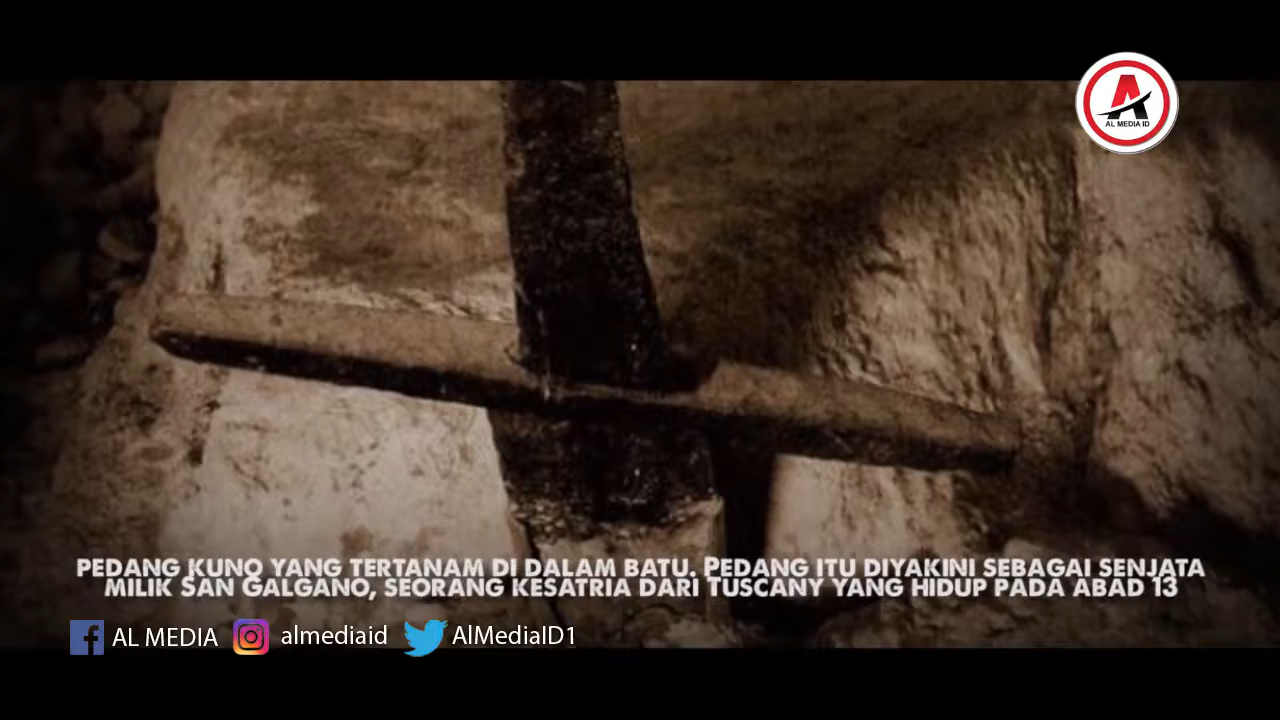 A
AL MEDIA ID
PEDANG KUNO YANG TERTANAM DI DALAM BATU. PEDANG ITU DIYAKINI SEBAGAI SENJATA
MILIK SAN GALGANO, SEORANG KESATRIA DARI TUSCANY YANG HIDUP PADA ABAD 13
f AL MEDIA almediaid AlMediaID1